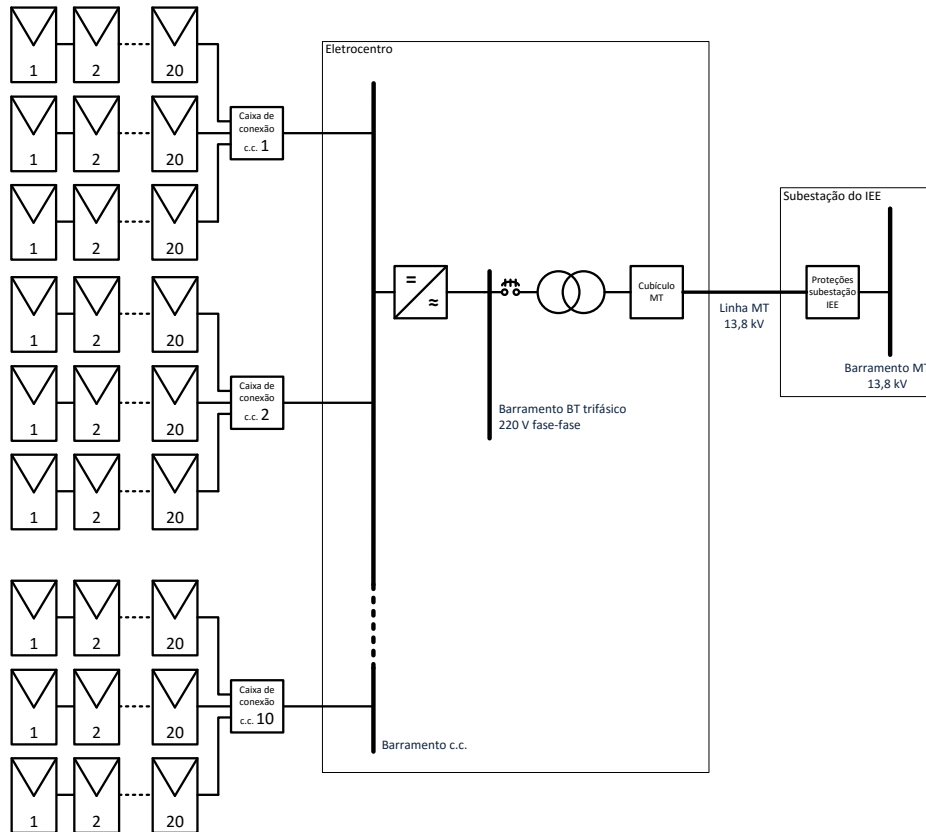 Eletrocentro
1 2 20
Caixa de
conexão
c.c. 1
1 2 20
1 2 20
Subestação do IEE
1 2 20
=
≈
Cubículo
MT
Proteções
subestação
IEE
Linha MT
13,8 kV
Barramento MT
13,8 kV
Caixa de
conexão
c.c. 2
1 2 20
Barramento BT trifásico
220 V fase-fase
1 2 20
1 2 20
Caixa de
conexão
c.c. 10
1 2 20
Barramento c.c.
1 2 20